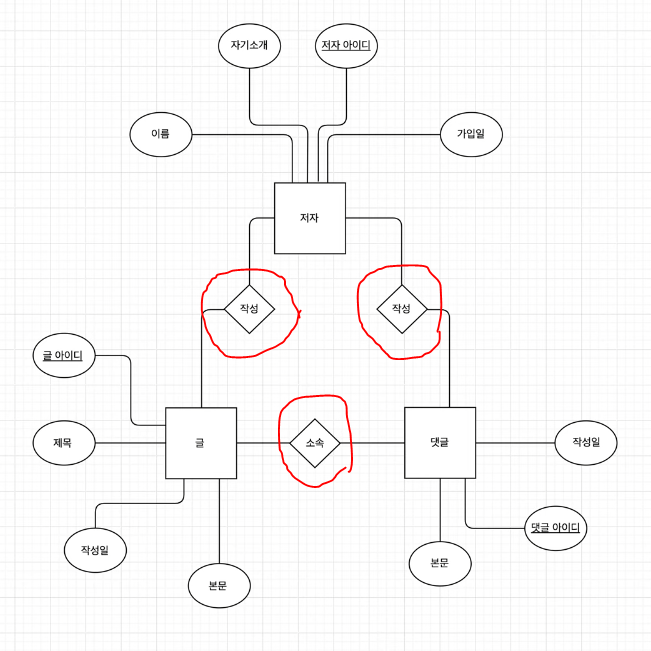 자기소개
저자 아이디
이름
가입일
저자
작성
작성
글 아이디
제목
글
소속
댓글
작성일
작성일
본문
본문
댓글 아이디